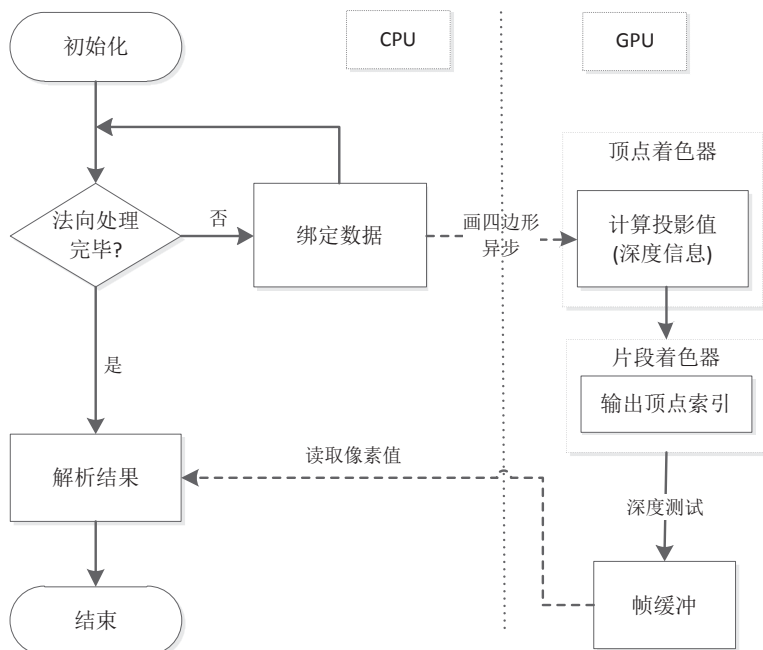 初始化
CPU
GPU
顶点着色器
法向处理
完毕?
否
绑定数据
画四边形
异步
计算投影值
(深度信息)
是
片段着色器
输出顶点索引
解析结果
读取像素值
深度测试
帧缓冲
结束